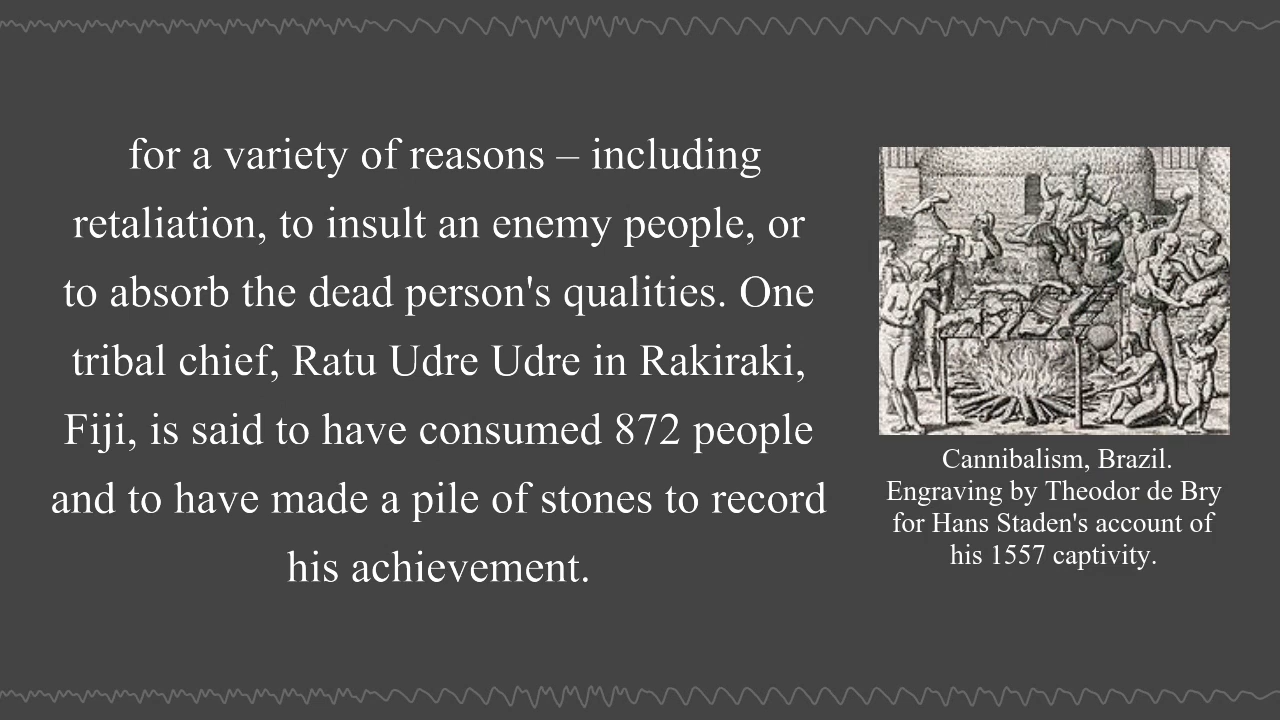 for a variety of reasons – including
retaliation, to insult an enemy people, or
to absorb the dead person's qualities. One
tribal chief, Ratu Udre Udre in Rakiraki,
Fiji, is said to have consumed 872 people
and to have made a pile of stones to record
his achievement.
Cannibalism, Brazil.
Engraving by Theodor de Bry
for Hans Staden's account of
his 1557 captivity.